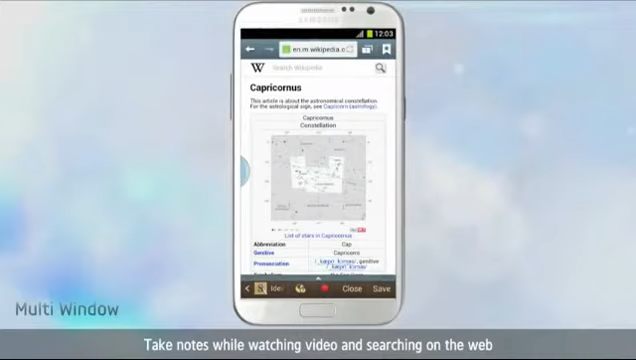 SAMSUNG
12:03
en.m.wikipedia.o
W Search Wikipedia
Capricornus
This article is about the astronomical constellation.
For the astrological sign, see Capricorn (astrology).
Capricornus
Constellation
List of stars in Capricornus
Abbreviation Cap
Genitive Capricorni
Pronunciation genitive
S Idea
Close Save
Multi Window
Take notes while watching video and searching on the web